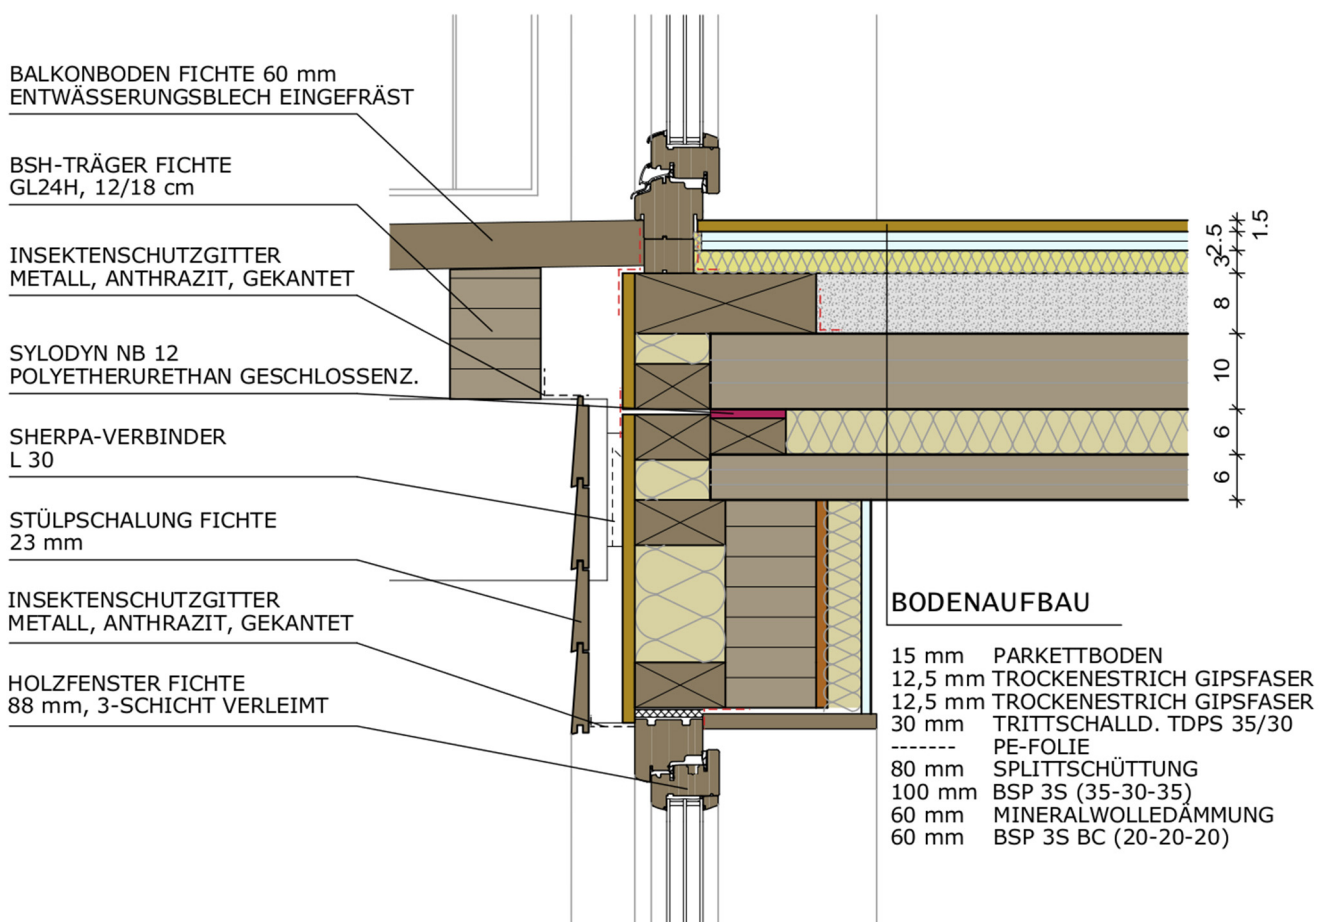 BALKONBODEN FICHTE 60 mm
ENTWÄSSERUNGSBLECH EINGEFRÄST
BSH-TRÄGER FICHTE
GL24H, 12/18 cm
INSEKTENSCHUTZGITTER
METALL, ANTHRAZIT, GEKANTET
SYLODYN NB 12
POLYETHERURETHAN GESCHLOSSENZ.
SHERPA-VERBINDER
L 30
STÜLPSCHALUNG FICHTE
23 mm
INSEKTENSCHUTZGITTER
METALL, ANTHRAZIT, GEKANTET
HOLZFENSTER FICHTE
88 mm, 3-SCHICHT VERLEIMT
1.5
2.5
3
8
10
6
6
BODENAUFBAU
15 mm PARKETTBODEN
12,5 mm TROCKENESTRICH GIPSFASER
12,5 mm TROCKENESTRICH GIPSFASER
30 mm TRITTSCHALLD. TDPS 35/30
------- PE-FOLIE
80 mm SPLITTSCHÜTTUNG
100 mm BSP 3S (35-30-35)
60 mm MINERALWOLLEDÄMMUNG
60 mm BSP 3S BC (20-20-20)